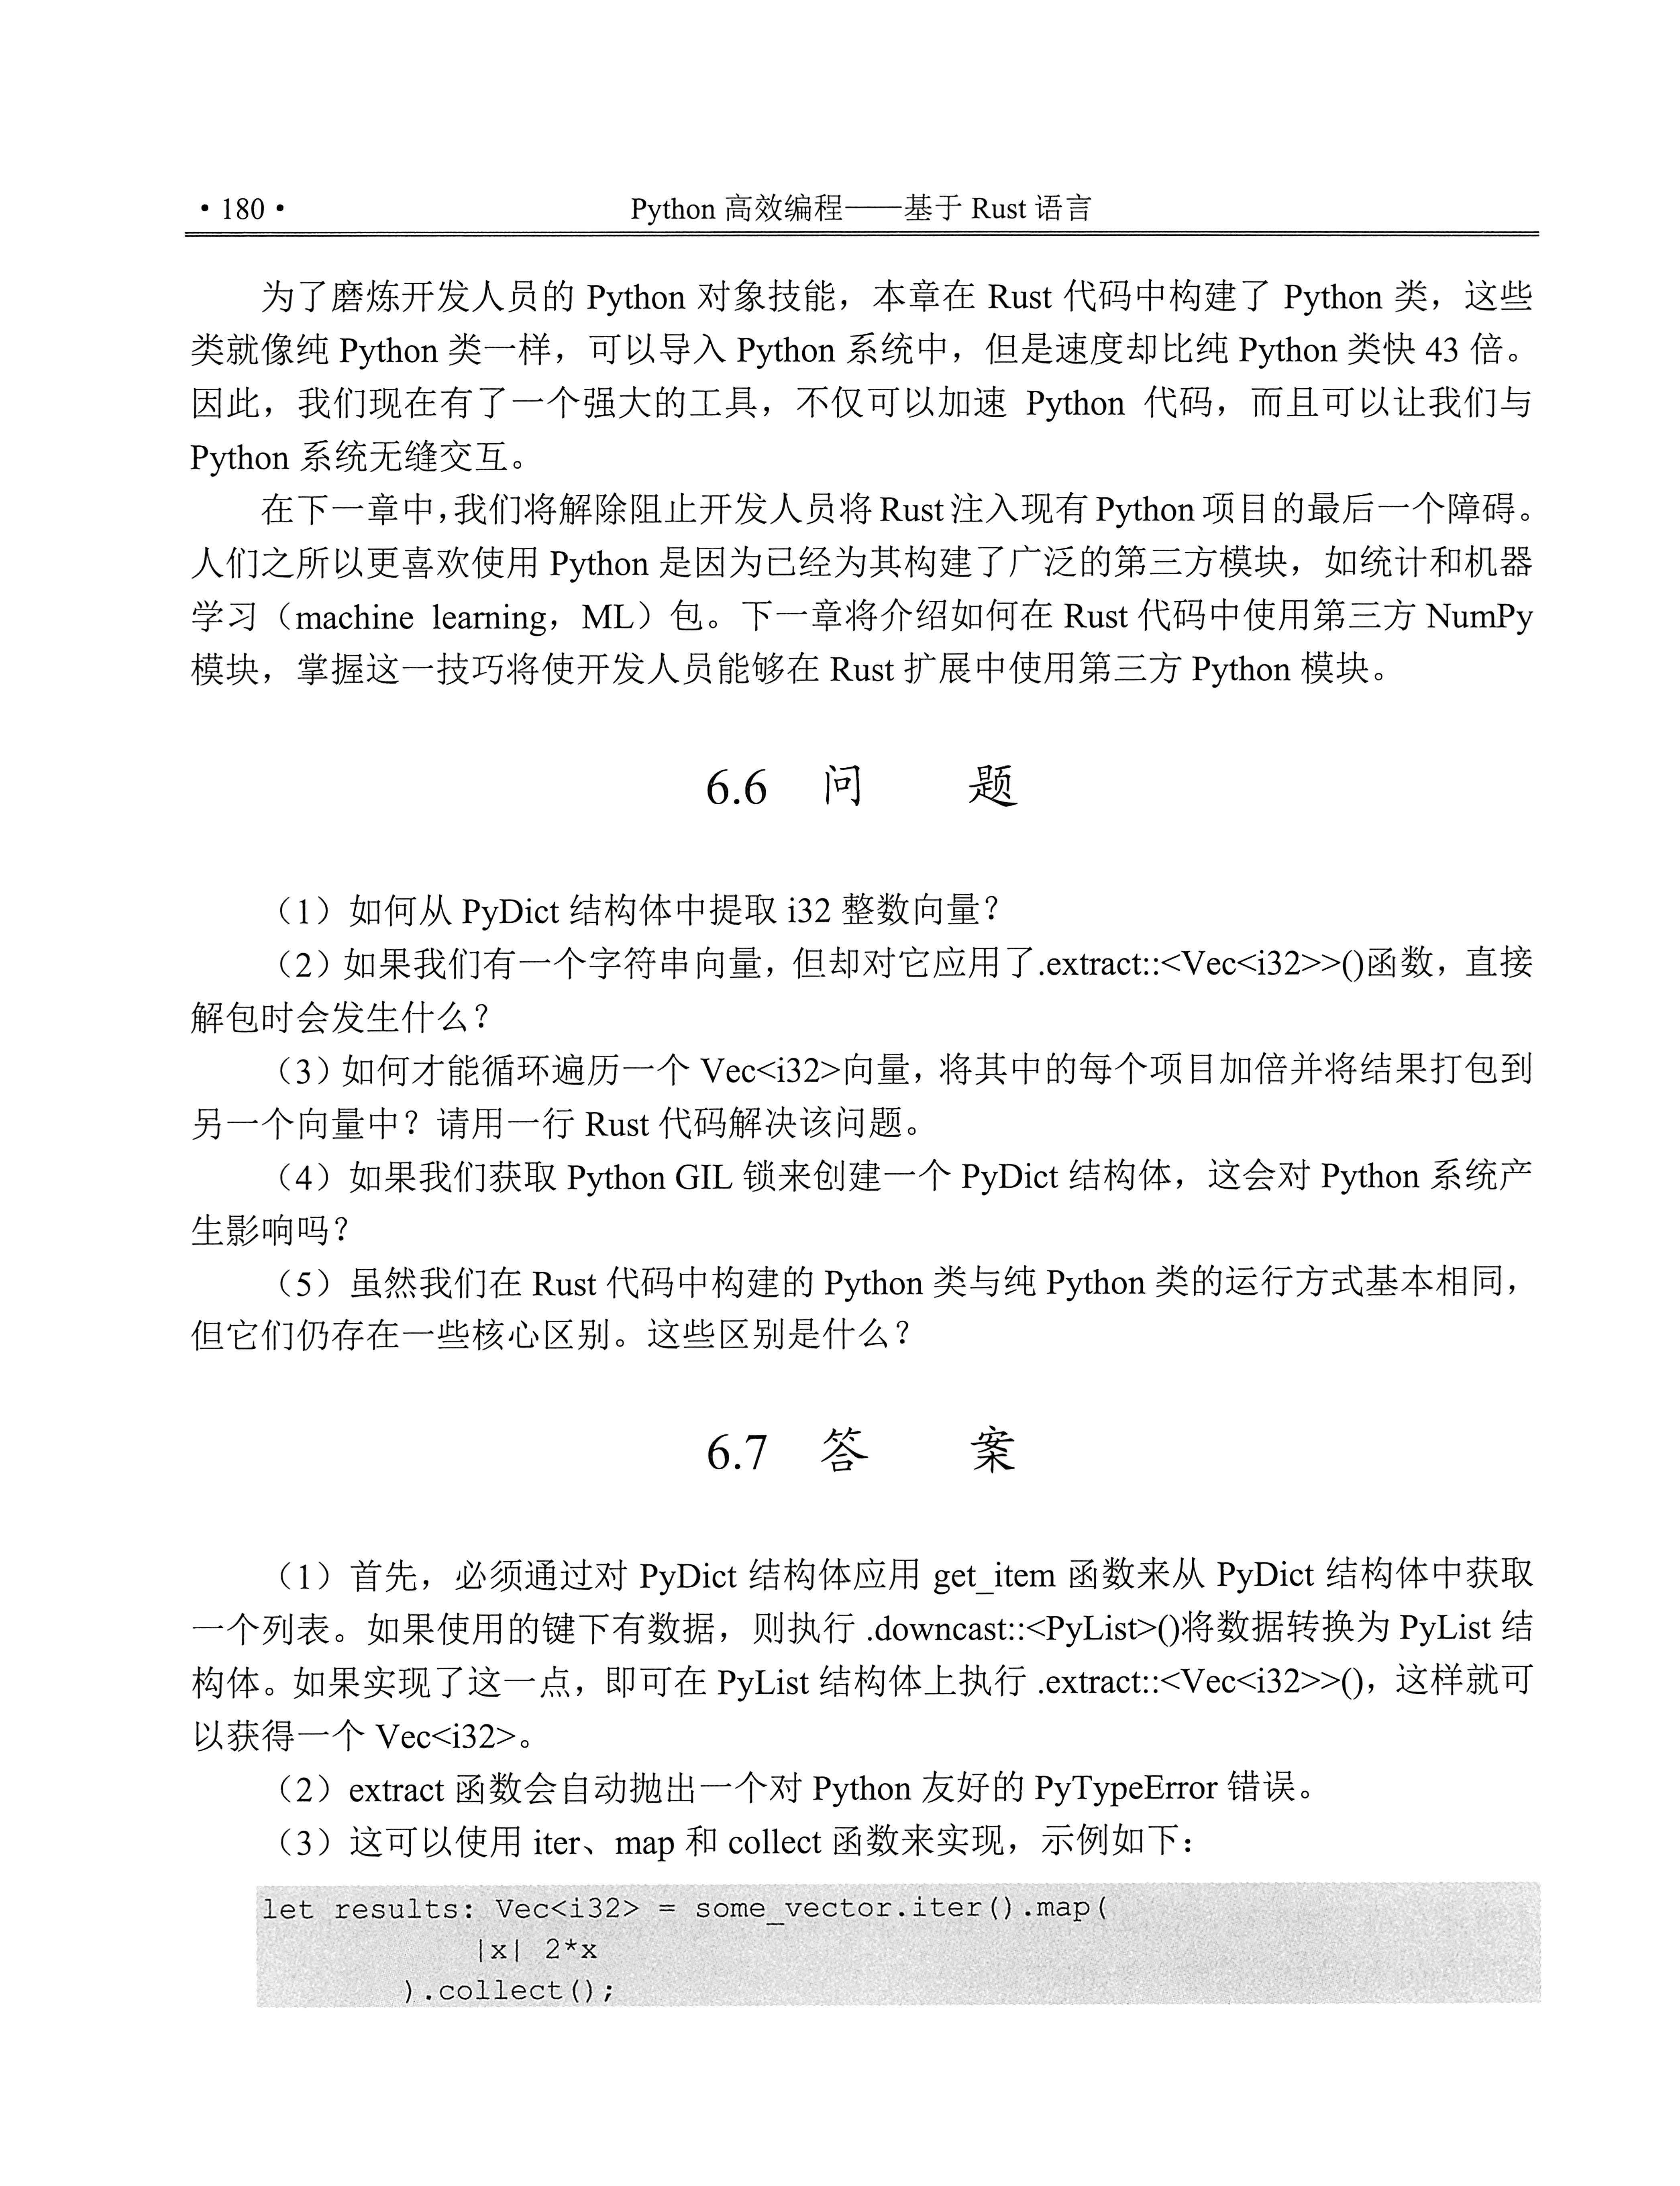 ·180· Python 高效编程——基于 Rust 语言
为了磨炼开发人员的 Python 对象技能，本章在 Rust 代码中构建了 Python 类，这些
类就像纯 Python 类一样，可以导入 Python 系统中，但是速度却比纯 Python 类快 43 倍。
因此，我们现在有了一个强大的工具，不仅可以加速 Python 代码，而且可以让我们与
Python 系统无缝交互。
在下一章中，我们将解除阻止开发人员将 Rust 注入现有 Python 项目的最后一个障碍。
人们之所以更喜欢使用 Python 是因为已经为其构建了广泛的第三方模块，如统计和机器
学习（machine learning，ML）包。下一章将介绍如何在 Rust 代码中使用第三方 NumPy
模块，掌握这一技巧将使开发人员能够在 Rust 扩展中使用第三方 Python 模块。
6.6 问 题
（1）如何从 PyDict 结构体中提取 i32 整数向量？
（2）如果我们有一个字符串向量，但却对它应用了.extract::<Vec<i32>>()函数，直接
解包时会发生什么？
（3）如何才能循环遍历一个 Vec<i32>向量，将其中的每个项目加倍并将结果打包到
另一个向量中？请用一行 Rust 代码解决该问题。
（4）如果我们获取 Python GIL 锁来创建一个 PyDict 结构体，这会对 Python 系统产
生影响吗？
（5）虽然我们在 Rust 代码中构建的 Python 类与纯 Python 类的运行方式基本相同，
但它们仍存在一些核心区别。这些区别是什么？
6.7 答 案
（1）首先，必须通过对 PyDict 结构体应用 get_item 函数来从 PyDict 结构体中获取
一个列表。如果使用的键下有数据，则执行 .downcast::<PyList>()将数据转换为 PyList 结
构体。如果实现了这一点，即可在 PyList 结构体上执行 .extract::<Vec<i32>>()，这样就可
以获得一个 Vec<i32>。
（2）extract 函数会自动抛出一个对 Python 友好的 PyTypeError 错误。
（3）这可以使用 iter、map 和 collect 函数来实现，示例如下：
let results: Vec<i32> = some_vector.iter().map(
|x| 2*x
).collect();